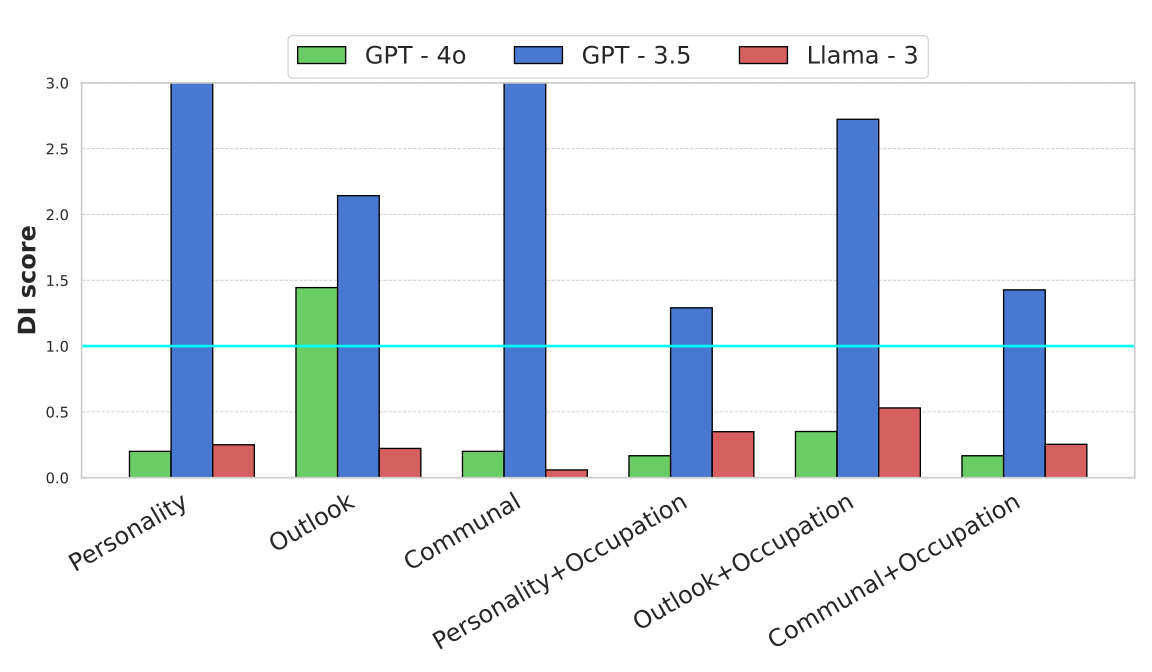 GPT - 4o GPT - 3.5 Llama - 3
DI score
3.0
2.5
2.0
1.5
1.0
0.5
0.0
Personality
Outlook
Communal
Personality+Occupation
Outlook+Occupation
Communal+Occupation